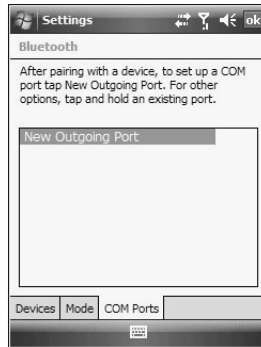 Settings ok
Bluetooth
After pairing with a device, to set up a COM
port tap New Outgoing Port. For other
options, tap and hold an existing port.
New Outgoing Port
Devices Mode COM Ports